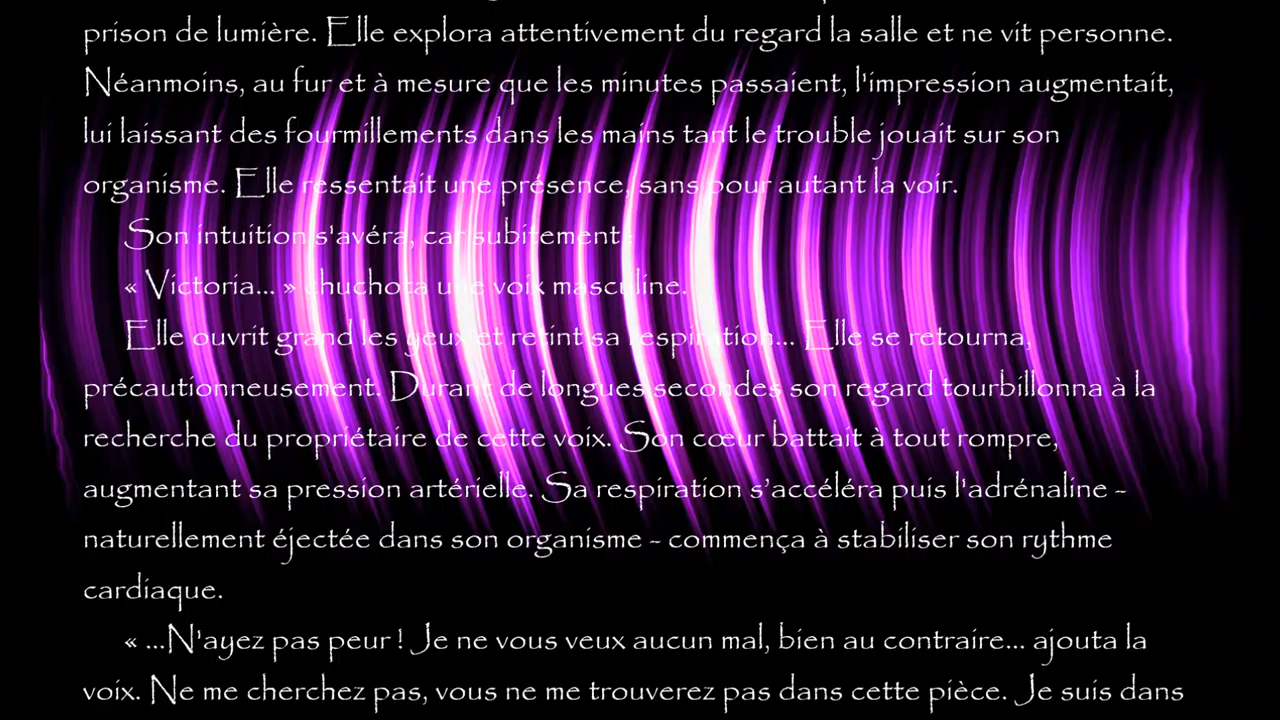 prison de lumière. Elle explora attentivement du regard la salle et ne vit personne.
Néanmoins, au fur et à mesure que les minutes passaient, l'impression augmentait,
lui laissant des fourmillements dans les mains tant le trouble jouait sur son
organisme. Elle ressentait une présence, sans pour autant la voir.
Son intuition s'avéra, car subitement :
« Victoria... » chuchota une voix masculine.
Elle ouvrit grand les yeux et retint sa respiration... Elle se retourna,
précautionneusement. Durant de longues secondes son regard tourbillonna à la
recherche du propriétaire de cette voix. Son cœur battait à tout rompre,
augmentant sa pression artérielle. Sa respiration s’accéléra puis l'adrénaline -
naturellement éjectée dans son organisme - commença à stabiliser son rythme
cardiaque.
« ...N'ayez pas peur ! Je ne vous veux aucun mal, bien au contraire... ajouta la
voix. Ne me cherchez pas, vous ne me trouverez pas dans cette pièce. Je suis dans